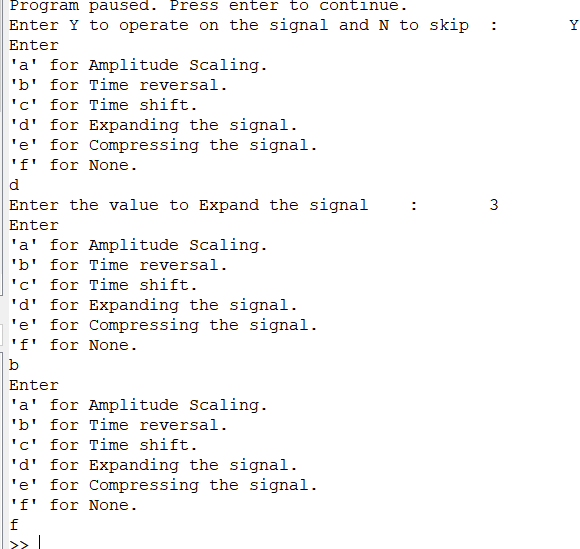 Program paused. Press enter to continue.
Enter Y to operate on the signal and N to skip  :       Y
Enter
'a' for Amplitude Scaling.
'b' for Time reversal.
'c' for Time shift.
'd' for Expanding the signal.
'e' for Compressing the signal.
'f' for None.
d
Enter the value to Expand the signal    :       3
Enter
'a' for Amplitude Scaling.
'b' for Time reversal.
'c' for Time shift.
'd' for Expanding the signal.
'e' for Compressing the signal.
'f' for None.
b
Enter
'a' for Amplitude Scaling.
'b' for Time reversal.
'c' for Time shift.
'd' for Expanding the signal.
'e' for Compressing the signal.
'f' for None.
f
>>